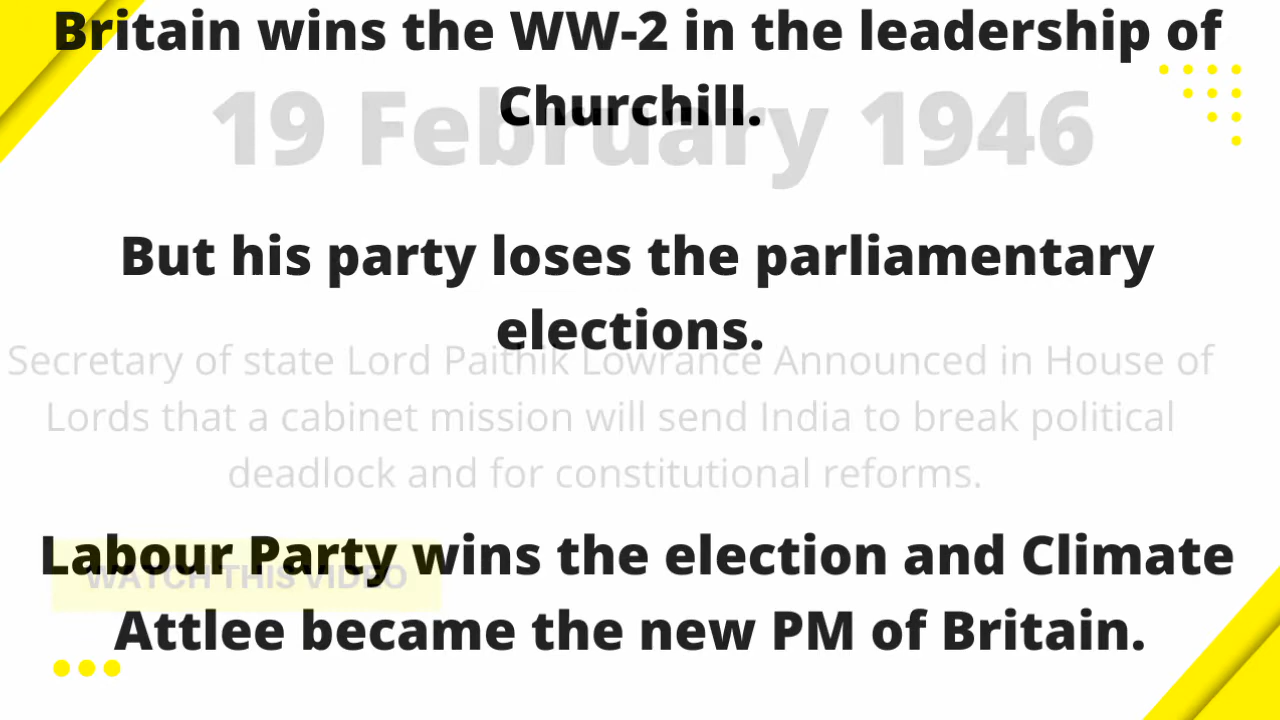 Britain wins the WW-2 in the leadership of
Churchill.
19 February 1946
But his party loses the parliamentary
elections.
Secretary of state Lord Paithik Lowrance Announced in House of
Lords that a cabinet mission will send India to break political
deadlock and for constitutional reforms.
Labour Party wins the election and Climate
WATCH THIS VIDEO
Attlee became the new PM of Britain.